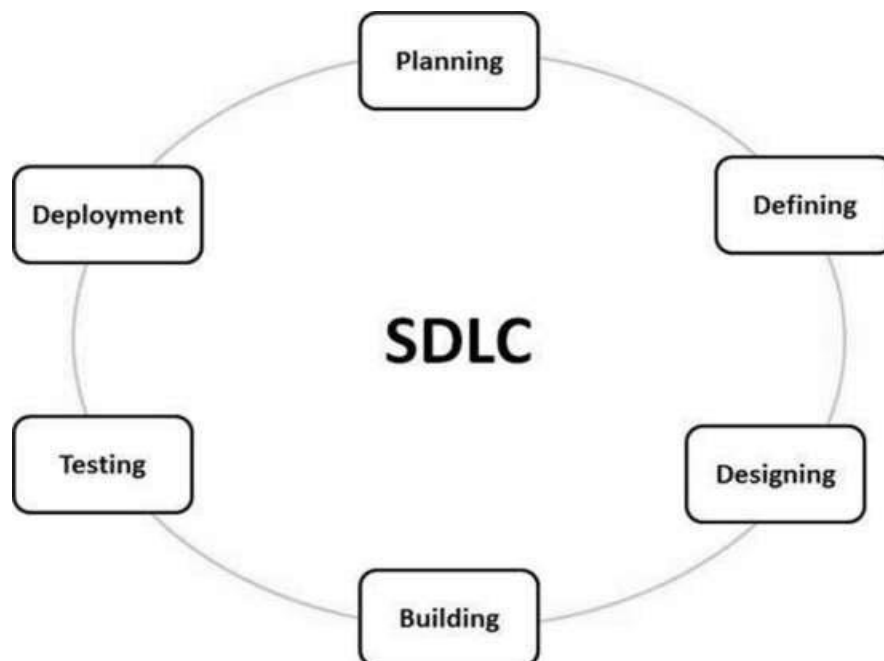 Planning
Defining
Designing
Building
Testing
Deployment
SDLC